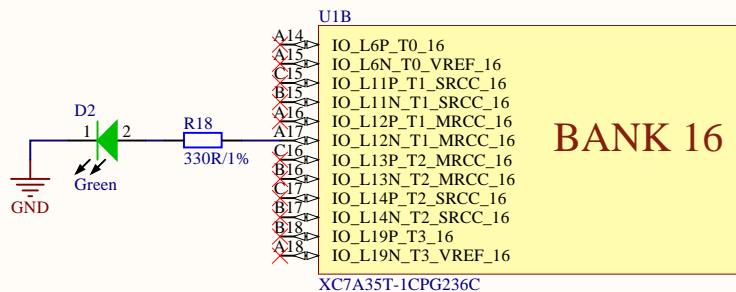 U1B
A14 IO_L6P_T0_16
A15 IO_L6N_T0_VREF_16
C15 IO_L11P_T1_SRCC_16
B15 IO_L11N_T1_SRCC_16
A16 IO_L12P_T1_MRCC_16
A17 IO_L12N_T1_MRCC_16
C16 IO_L13P_T2_MRCC_16
B16 IO_L13N_T2_MRCC_16
C17 IO_L14P_T2_SRCC_16
B17 IO_L14N_T2_SRCC_16
B18 IO_L19P_T3_16
A18 IO_L19N_T3_VREF_16
BANK 16
XC7A35T-1CPG236C
D2
1 2
Green
R18
330R/1%
GND